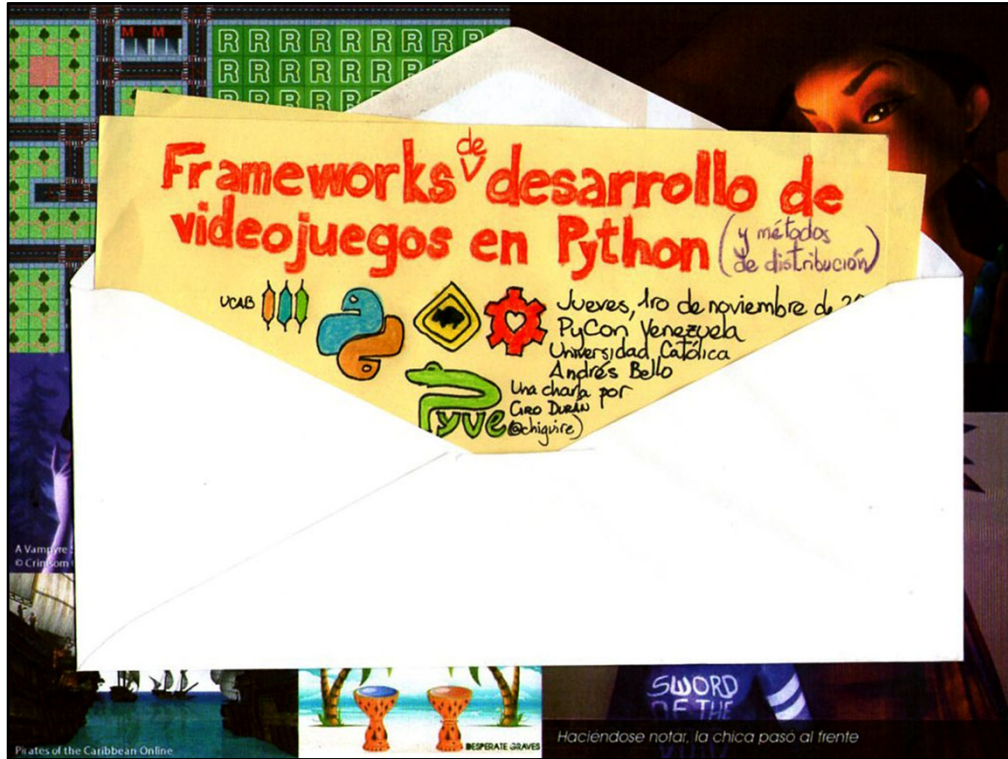 M M
R R R R R R R R
R R R R R R R R
R R R R R
Frameworks de desarrollo de
videojuegos en Python (y métodos
de distribución)
UCAB
Jueves, 1ro de noviembre de
PyCon Venezuela
Universidad Católica
Andrés Bello
Una charla por
Ciro Durán
(@chiguire)
Pyve
A Vampyre
© Crimsom
Pirates of the Caribbean Online
DESPERATE GRAVES
SWORD
OF THE
Haciéndose notar, la chica pasó al frente